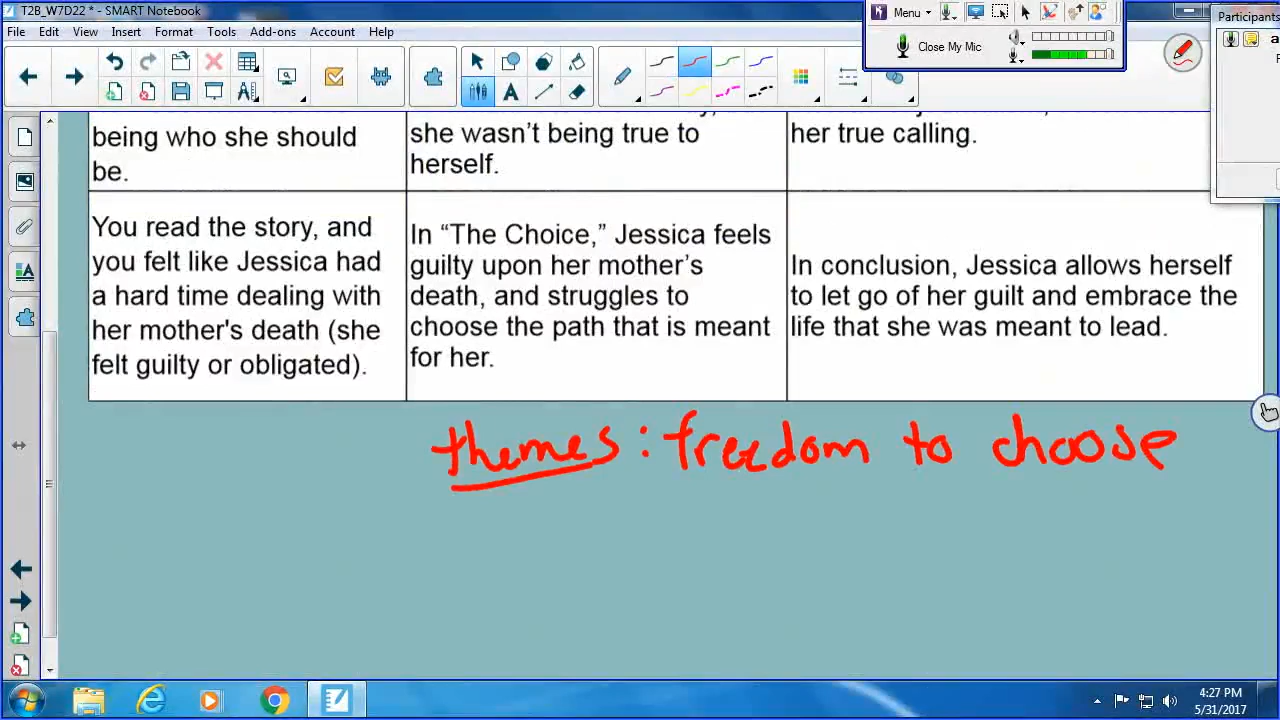 T2B_W7D22 * - SMART Notebook
File Edit View Insert Format Tools Add-ons Account Help
Menu
Close My Mic
Participants
being who she should
be.
she wasn't being true to
herself.
her true calling.
You read the story, and
you felt like Jessica had
a hard time dealing with
her mother's death (she
felt guilty or obligated).
In “The Choice,” Jessica feels
guilty upon her mother’s
death, and struggles to
choose the path that is meant
for her.
In conclusion, Jessica allows herself
to let go of her guilt and embrace the
life that she was meant to lead.
themes: freedom to choose
4:27 PM
5/31/2017